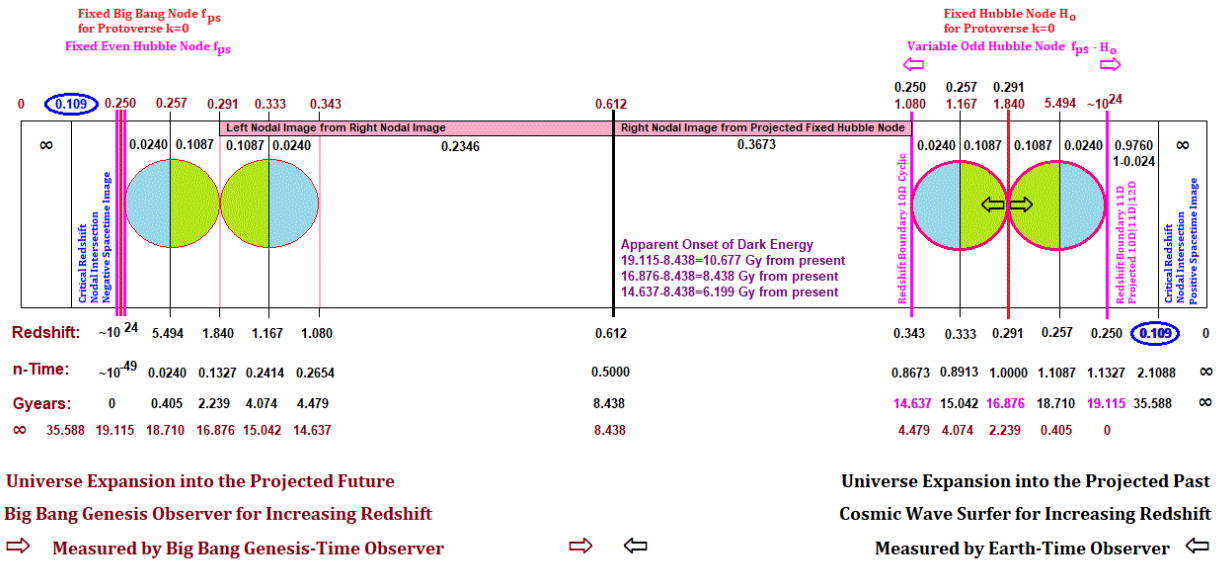 Fixed Big Bang Node fps
for Protoverse k=0
Fixed Even Hubble Node fps
Fixed Hubble Node Ho
for Protoverse k=0
Variable Odd Hubble Node fps - Ho
0.250 0.257 0.291
0 0.109 0.250 0.257 0.291 0.333 0.343 0.612 1.080 1.167 1.840 5.494 ~10 24
Left Nodal Image from Right Nodal Image
Right Nodal Image from Projected Fixed Hubble Node
∞ 0.0240 0.1087 0.1087 0.0240 0.2346 0.3673 0.0240 0.1087 0.1087 0.0240 0.9760 ∞
1-0.024
Critical Redshift
Nodal Intersection
Negative Spacetime Image
Apparent Onset of Dark Energy
19.115-8.438=10.677 Gy from present
16.876-8.438=8.438 Gy from present
14.637-8.438=6.199 Gy from present
Redshift Boundary 10D Cyclic
Redshift Boundary 11D
Projected 10D|11D|12D
Critical Redshift
Nodal Intersection
Positive Spacetime Image
Redshift: ~10 24 5.494 1.840 1.167 1.080 0.612 0.343 0.333 0.291 0.257 0.250 0.109 0
n-Time: ~10 -49 0.0240 0.1327 0.2414 0.2654 0.5000 0.8673 0.8913 1.0000 1.1087 1.1327 2.1088 ∞
Gyears: 0 0.405 2.239 4.074 4.479 8.438 14.637 15.042 16.876 18.710 19.115 35.588 ∞
∞ 35.588 19.115 18.710 16.876 15.042 14.637 8.438 4.479 4.074 2.239 0.405 0
Universe Expansion into the Projected Future
Big Bang Genesis Observer for Increasing Redshift
⇨ Measured by Big Bang Genesis-Time Observer ⇨
Universe Expansion into the Projected Past
Cosmic Wave Surfer for Increasing Redshift
⇦ Measured by Earth-Time Observer ⇦